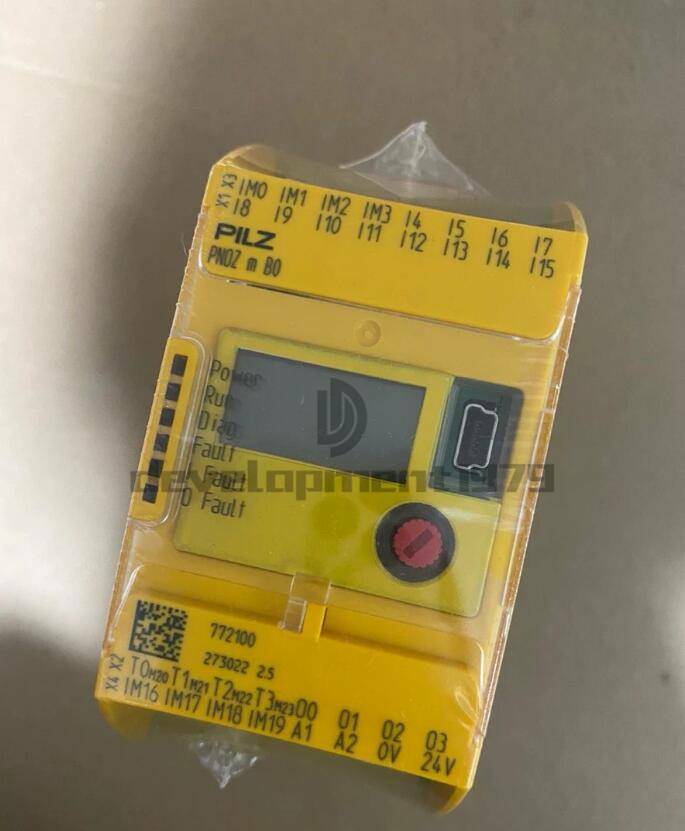 X1 X3
IM0 IM1 IM2 IM3 I4 I5 I6 I7
I8 I9 I10 I11 I12 I13 I14 I15
PILZ
PNOZ m B0
Power
Run
Diag
Fault
Fault
O Fault
development1979
772100
273022 2.5
X4 X2
T0M20 T1M21 T2M22 T3M23 O0 O1 O2 O3
IM16 IM17 IM18 IM19 A1 A2 0V 24V